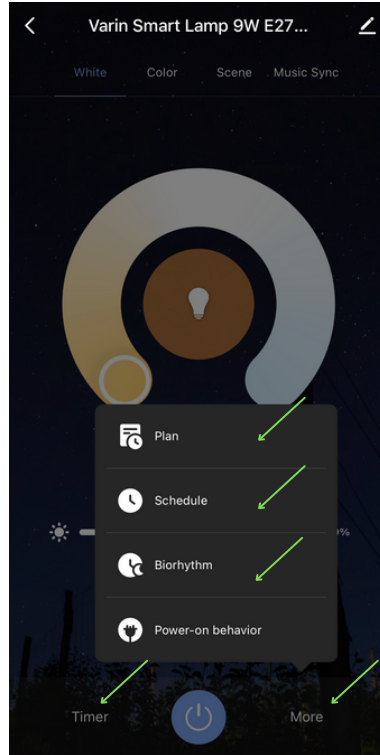 Varin Smart Lamp 9W E27...
White Color Scene Music Sync
Plan
Schedule
%
Biorhythm
Power-on behavior
Timer More